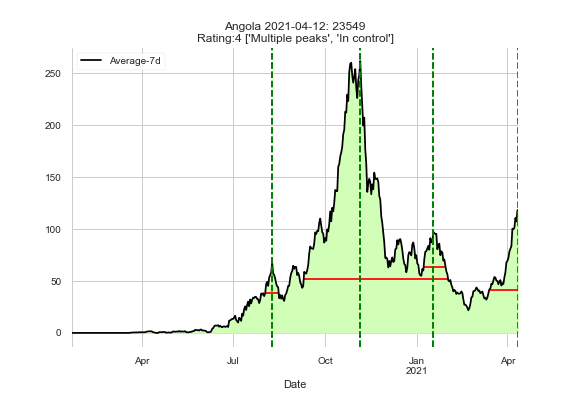 Angola 2021-04-12: 23549
Rating:4 ['Multiple peaks', 'In control']
Average-7d
250
200
150
100
50
0
Apr Jul Oct Jan Apr
2021
Date